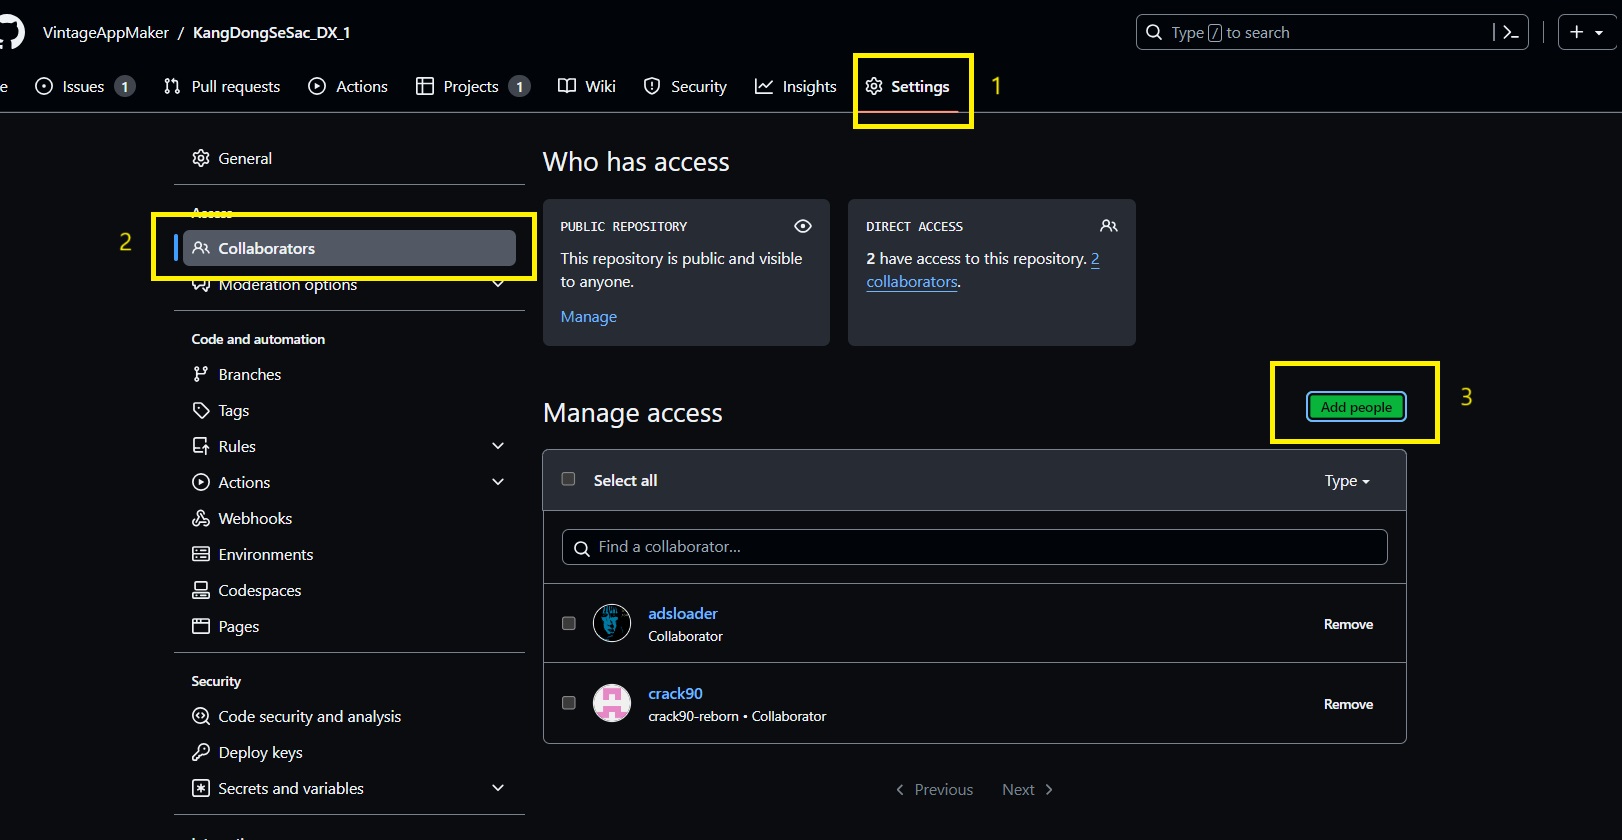 VintageAppMaker / KangDongSeSac_DX_1
Type / to search
e Issues 1 Pull requests Actions Projects 1 Wiki Security Insights Settings 1
General
Access
2 Collaborators
Moderation options
Code and automation
Branches
Tags
Rules
Actions
Webhooks
Environments
Codespaces
Pages
Security
Code security and analysis
Deploy keys
Secrets and variables
Who has access
PUBLIC REPOSITORY
This repository is public and visible
to anyone.
Manage
DIRECT ACCESS
2 have access to this repository. 2
collaborators.
Manage access
Add people 3
Select all Type
Find a collaborator...
adsloader
Collaborator
Remove
crack90
crack90-reborn • Collaborator
Remove
Previous Next